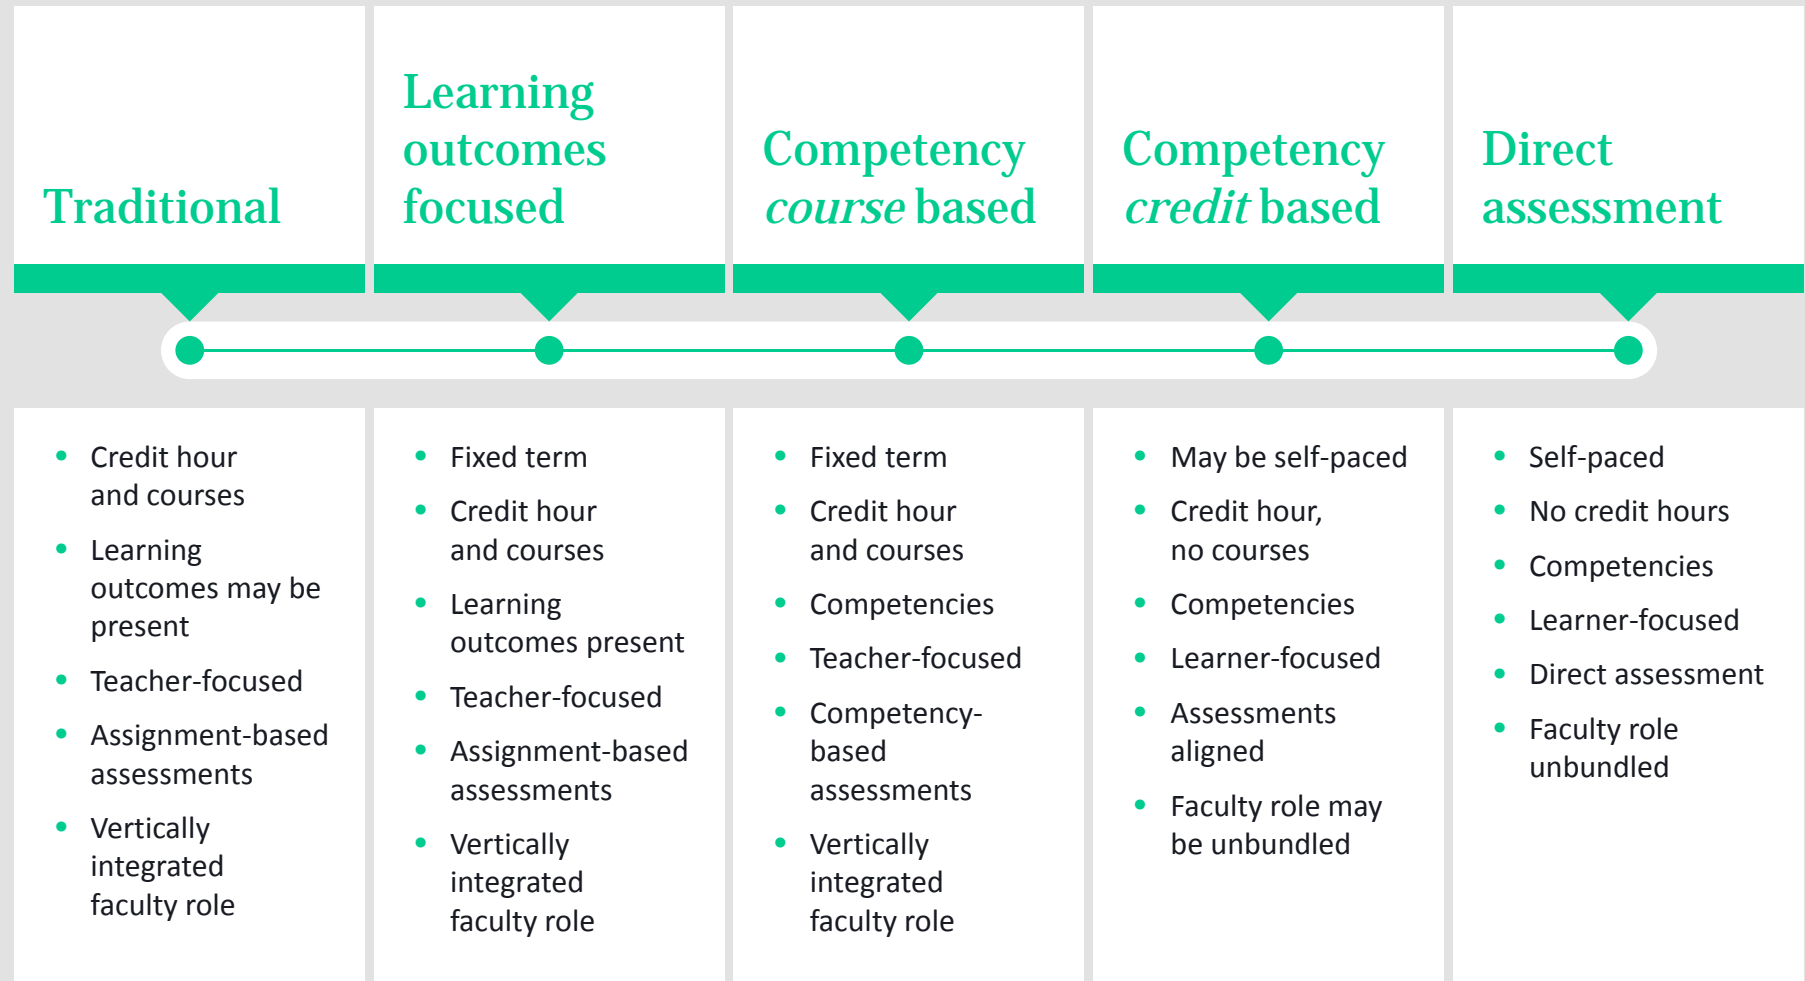 Traditional
Learning
outcomes
focused
Competency
course based
Competency
credit based
Direct
assessment
• Credit hour
and courses
• Learning
outcomes may be
present
• Teacher-focused
• Assignment-based
assessments
• Vertically
integrated
faculty role
• Fixed term
• Credit hour
and courses
• Learning
outcomes present
• Teacher-focused
• Assignment-based
assessments
• Vertically
integrated
faculty role
• Fixed term
• Credit hour
and courses
• Competencies
• Teacher-focused
• Competency-
based
assessments
• Vertically
integrated
faculty role
• May be self-paced
• Credit hour,
no courses
• Competencies
• Learner-focused
• Assessments
aligned
• Faculty role may
be unbundled
• Self-paced
• No credit hours
• Competencies
• Learner-focused
• Direct assessment
• Faculty role
unbundled